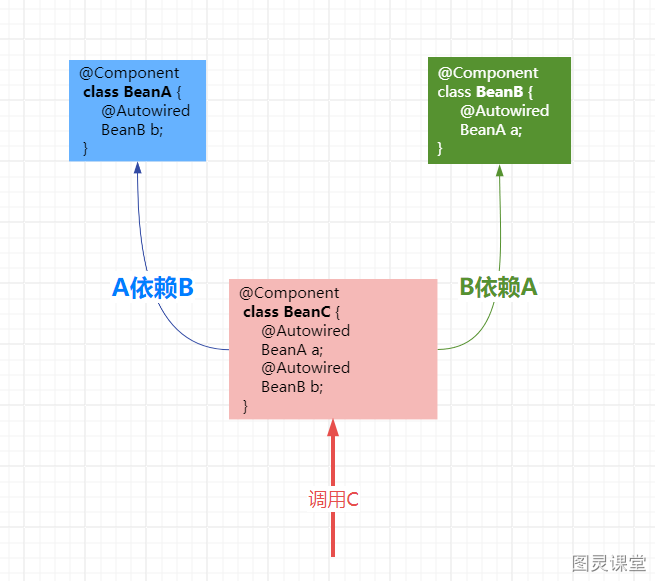 @Component
class BeanA {
@Autowired
BeanB b;
}
@Component
class BeanB {
@Autowired
BeanA a;
}
A依赖B
B依赖A
@Component
class BeanC {
@Autowired
BeanA a;
@Autowired
BeanB b;
}
调用C
图灵课堂